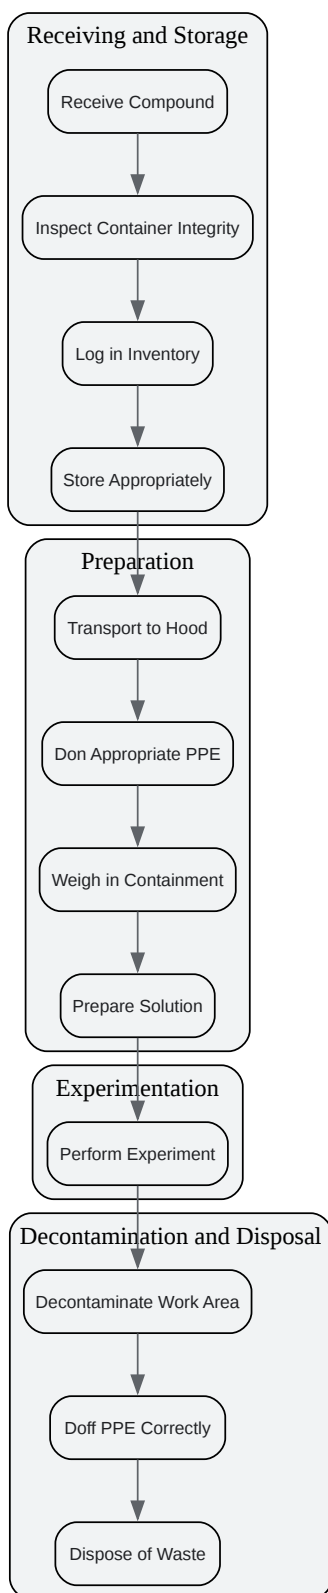 Receiving and Storage
Receive Compound
Inspect Container Integrity
Log in Inventory
Store Appropriately
Preparation
Transport to Hood
Don Appropriate PPE
Weigh in Containment
Prepare Solution
Experimentation
Perform Experiment
Decontamination and Disposal
Decontaminate Work Area
Doff PPE Correctly
Dispose of Waste